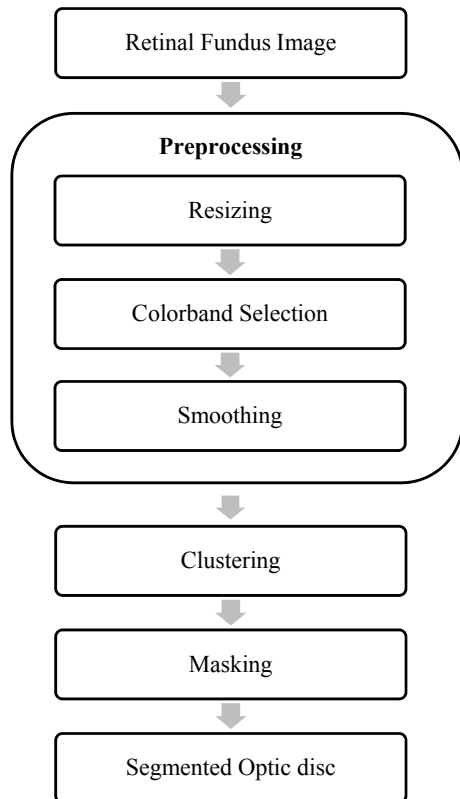 Retinal Fundus Image
Preprocessing
Resizing
Colorband Selection
Smoothing
Clustering
Masking
Segmented Optic disc